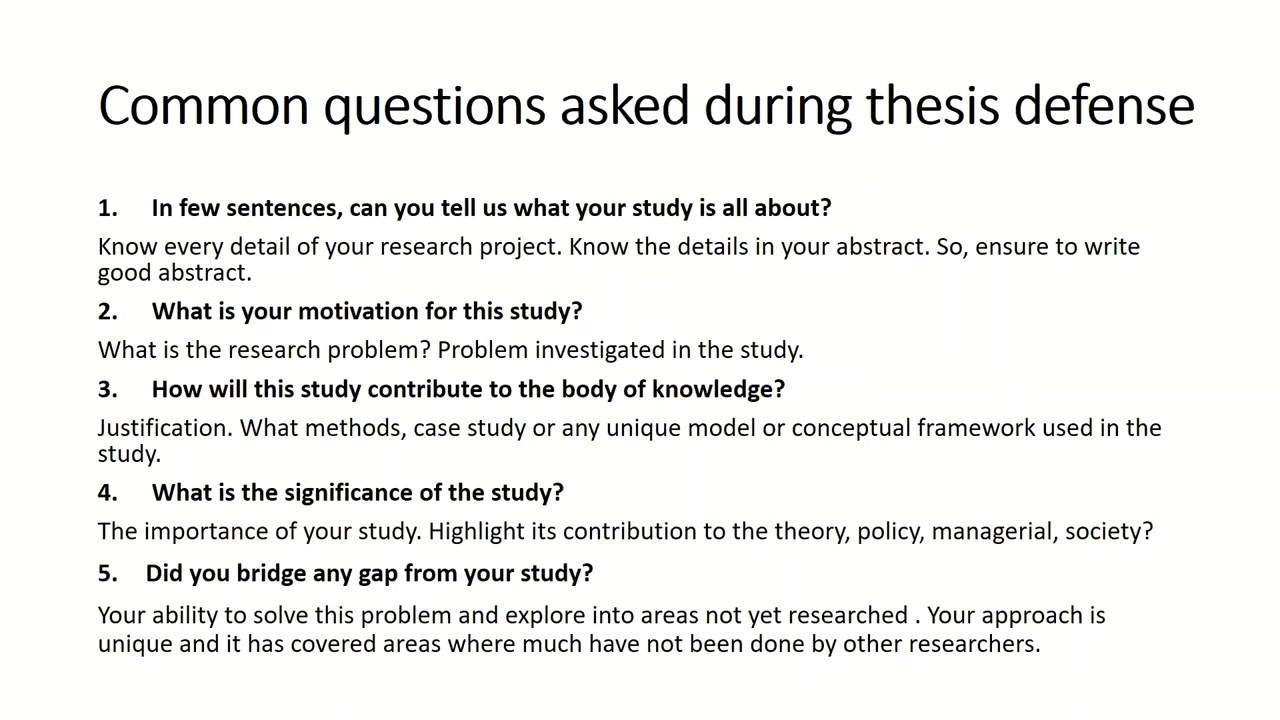 Common questions asked during thesis defense
1. In few sentences, can you tell us what your study is all about?
Know every detail of your research project. Know the details in your abstract. So, ensure to write
good abstract.
2. What is your motivation for this study?
What is the research problem? Problem investigated in the study.
3. How will this study contribute to the body of knowledge?
Justification. What methods, case study or any unique model or conceptual framework used in the
study.
4. What is the significance of the study?
The importance of your study. Highlight its contribution to the theory, policy, managerial, society?
5. Did you bridge any gap from your study?
Your ability to solve this problem and explore into areas not yet researched . Your approach is
unique and it has covered areas where much have not been done by other researchers.